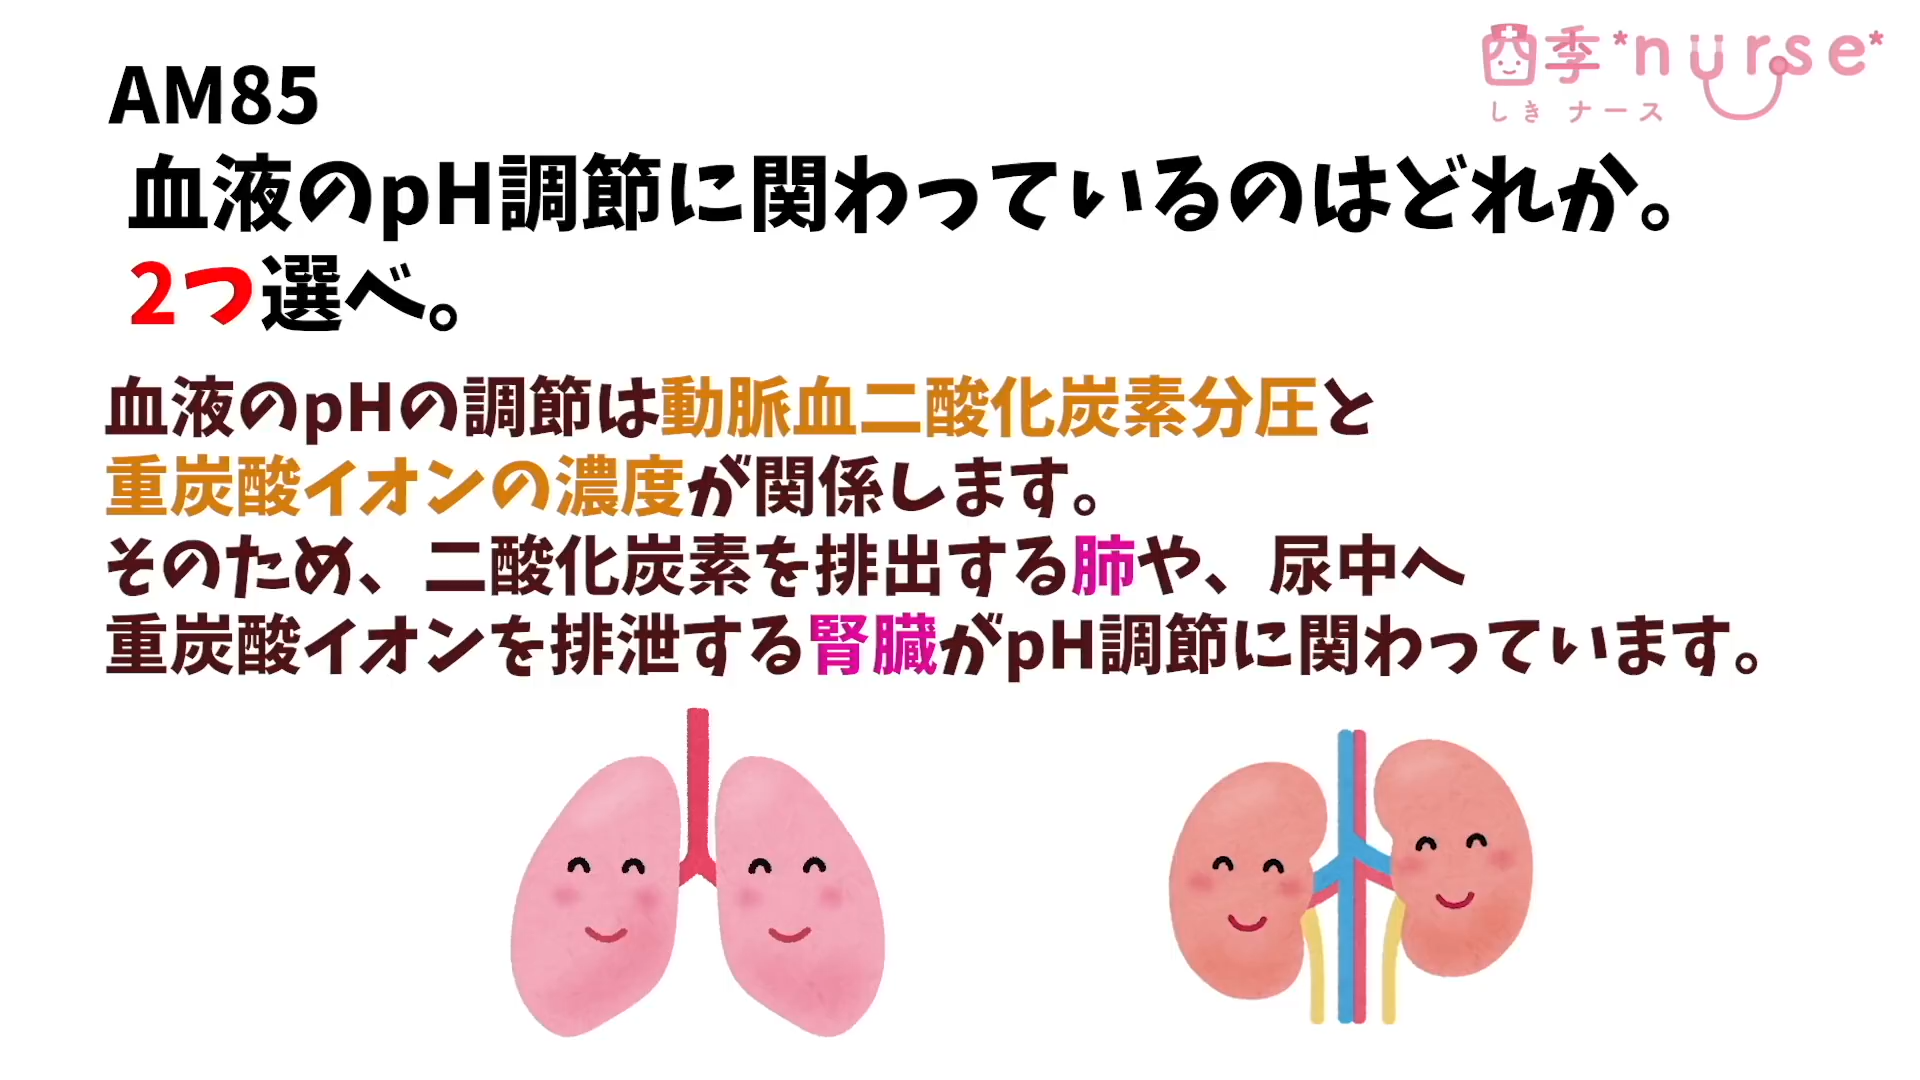 四季*nurse*
しき ナース
AM85
血液のpH調節に関わっているのはどれか。
2つ選べ。
血液のpHの調節は動脈血二酸化炭素分圧と
重炭酸イオンの濃度が関係します。
そのため、二酸化炭素を排出する肺や、尿中へ
重炭酸イオンを排泄する腎臓がpH調節に関わっています。